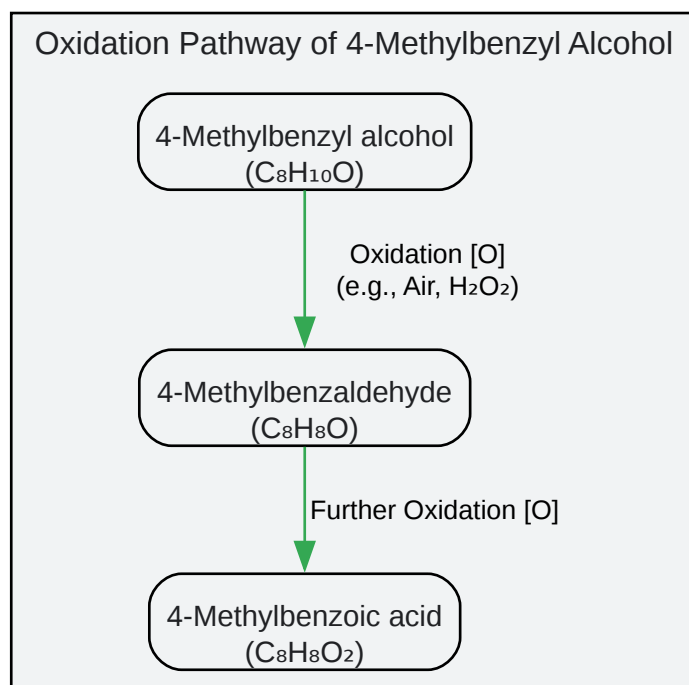 Oxidation Pathway of 4-Methylbenzyl Alcohol
4-Methylbenzyl alcohol
(C₈H₁₀O)
Oxidation [O]
(e.g., Air, H₂O₂)
4-Methylbenzaldehyde
(C₈H₈O)
Further Oxidation [O]
4-Methylbenzoic acid
(C₈H₈O₂)